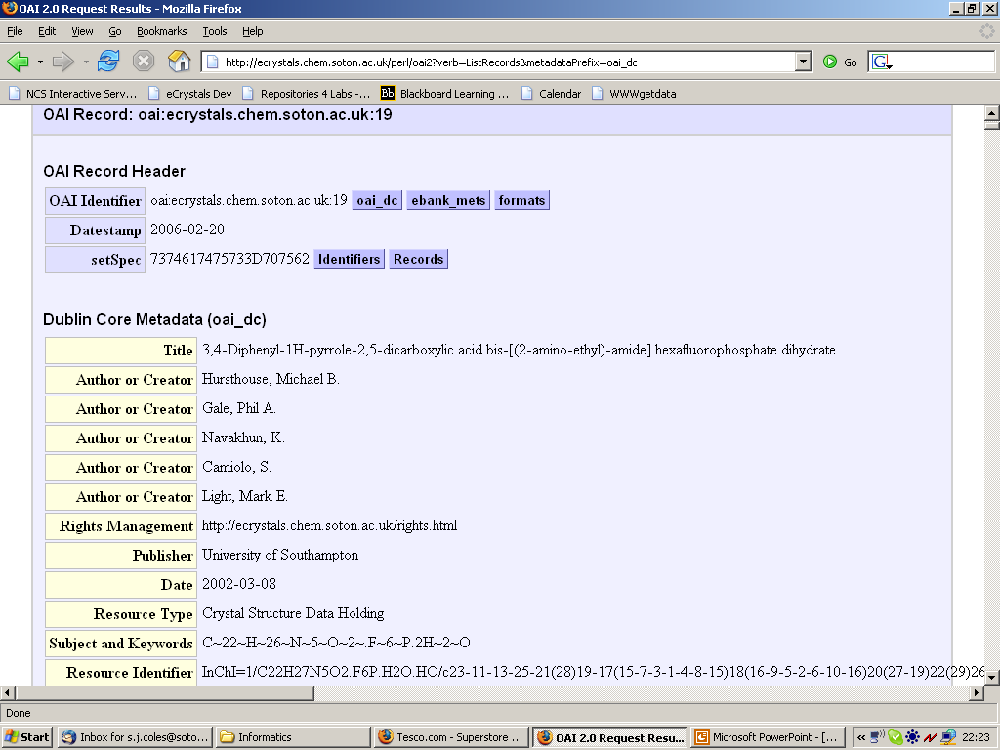 OAI 2.0 Request Results - Mozilla Firefox
File Edit View Go Bookmarks Tools Help
http://ecrystals.chem.soton.ac.uk/perl/oai2?verb=ListRecords&metadataPrefix=oai_dc Go G
NCS Interactive Serv... eCrystals Dev Repositories 4 Labs -... Bb Blackboard Learning ... Calendar WWWgetdata
OAI Record: oai:ecrystals.chem.soton.ac.uk:19
OAI Record Header
OAI Identifier oai:ecrystals.chem.soton.ac.uk:19 oai_dc ebank_mets formats
Datestamp 2006-02-20
setSpec 7374617475733D707562 Identifiers Records
Dublin Core Metadata (oai_dc)
Title 3,4-Diphenyl-1H-pyrrole-2,5-dicarboxylic acid bis-[(2-amino-ethyl)-amide] hexafluorophosphate dihydrate
Author or Creator Hursthouse, Michael B.
Author or Creator Gale, Phil A.
Author or Creator Navakhun, K.
Author or Creator Camiolo, S.
Author or Creator Light, Mark E.
Rights Management http://ecrystals.chem.soton.ac.uk/rights.html
Publisher University of Southampton
Date 2002-03-08
Resource Type Crystal Structure Data Holding
Subject and Keywords C~22~H~26~N~5~O~2~.F~6~P.2H~2~O
Resource Identifier InChI=1/C22H27N5O2.F6P.H2O.HO/c23-11-13-25-21(28)19-17(15-7-3-1-4-8-15)18(16-9-5-2-6-10-16)20(27-19)22(29)26
Done
Start Inbox for s.j.coles@soto... Informatics Tesco.com - Superstore ... OAI 2.0 Request Resu... Microsoft PowerPoint - [... « 22:23